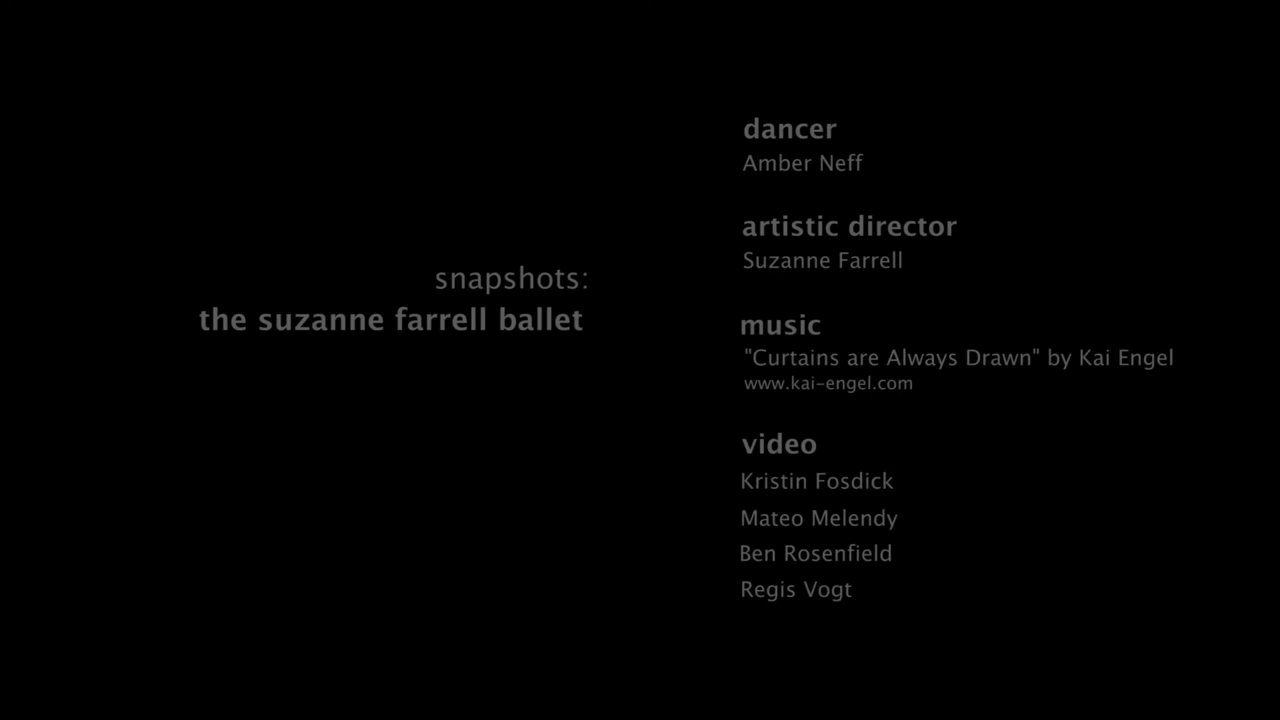 snapshots:
the suzanne farrell ballet
dancer
Amber Neff
artistic director
Suzanne Farrell
music
"Curtains are Always Drawn" by Kai Engel
www.kai-engel.com
video
Kristin Fosdick
Mateo Melendy
Ben Rosenfield
Regis Vogt